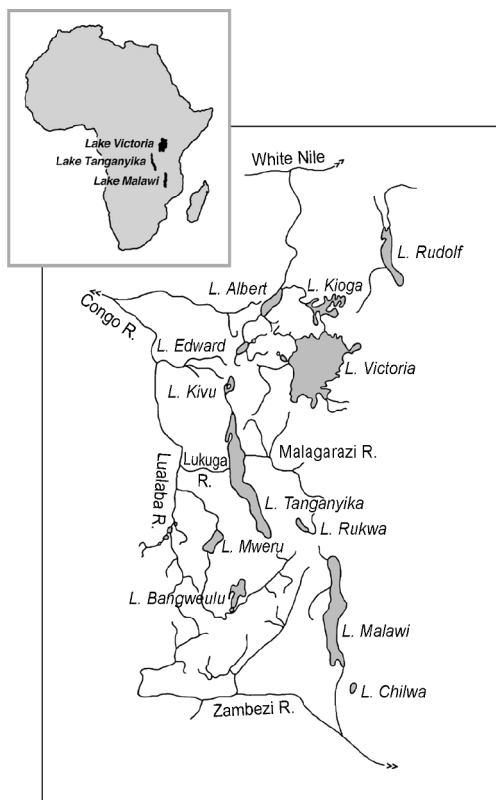 Lake Victoria
Lake Tanganyika
Lake Malawi
White Nile
L. Rudolf
L. Albert
L. Kioga
Congo R.
L. Edward
L. Victoria
L. Kivu
Malagarazi R.
Lukuga
R.
Lualaba R.
L. Tanganyika
L. Rukwa
L. Mweru
L. Bangweulu
L. Malawi
L. Chilwa
Zambezi R.